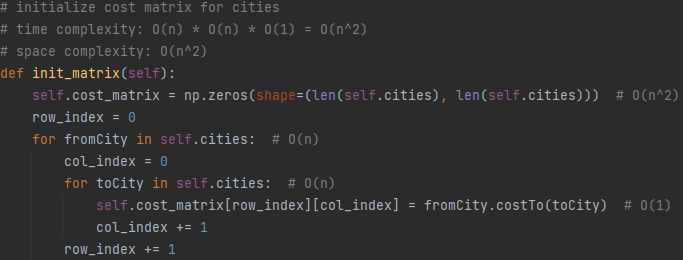 # initialize cost matrix for cities
# time complexity: O(n) * O(n) * O(1) = O(n^2)
# space complexity: O(n^2)
def init_matrix(self):
    self.cost_matrix = np.zeros(shape=(len(self.cities), len(self.cities)))  # O(n^2)
    row_index = 0
    for fromCity in self.cities:  # O(n)
        col_index = 0
        for toCity in self.cities:  # O(n)
            self.cost_matrix[row_index][col_index] = fromCity.costTo(toCity)  # O(1)
            col_index += 1
        row_index += 1